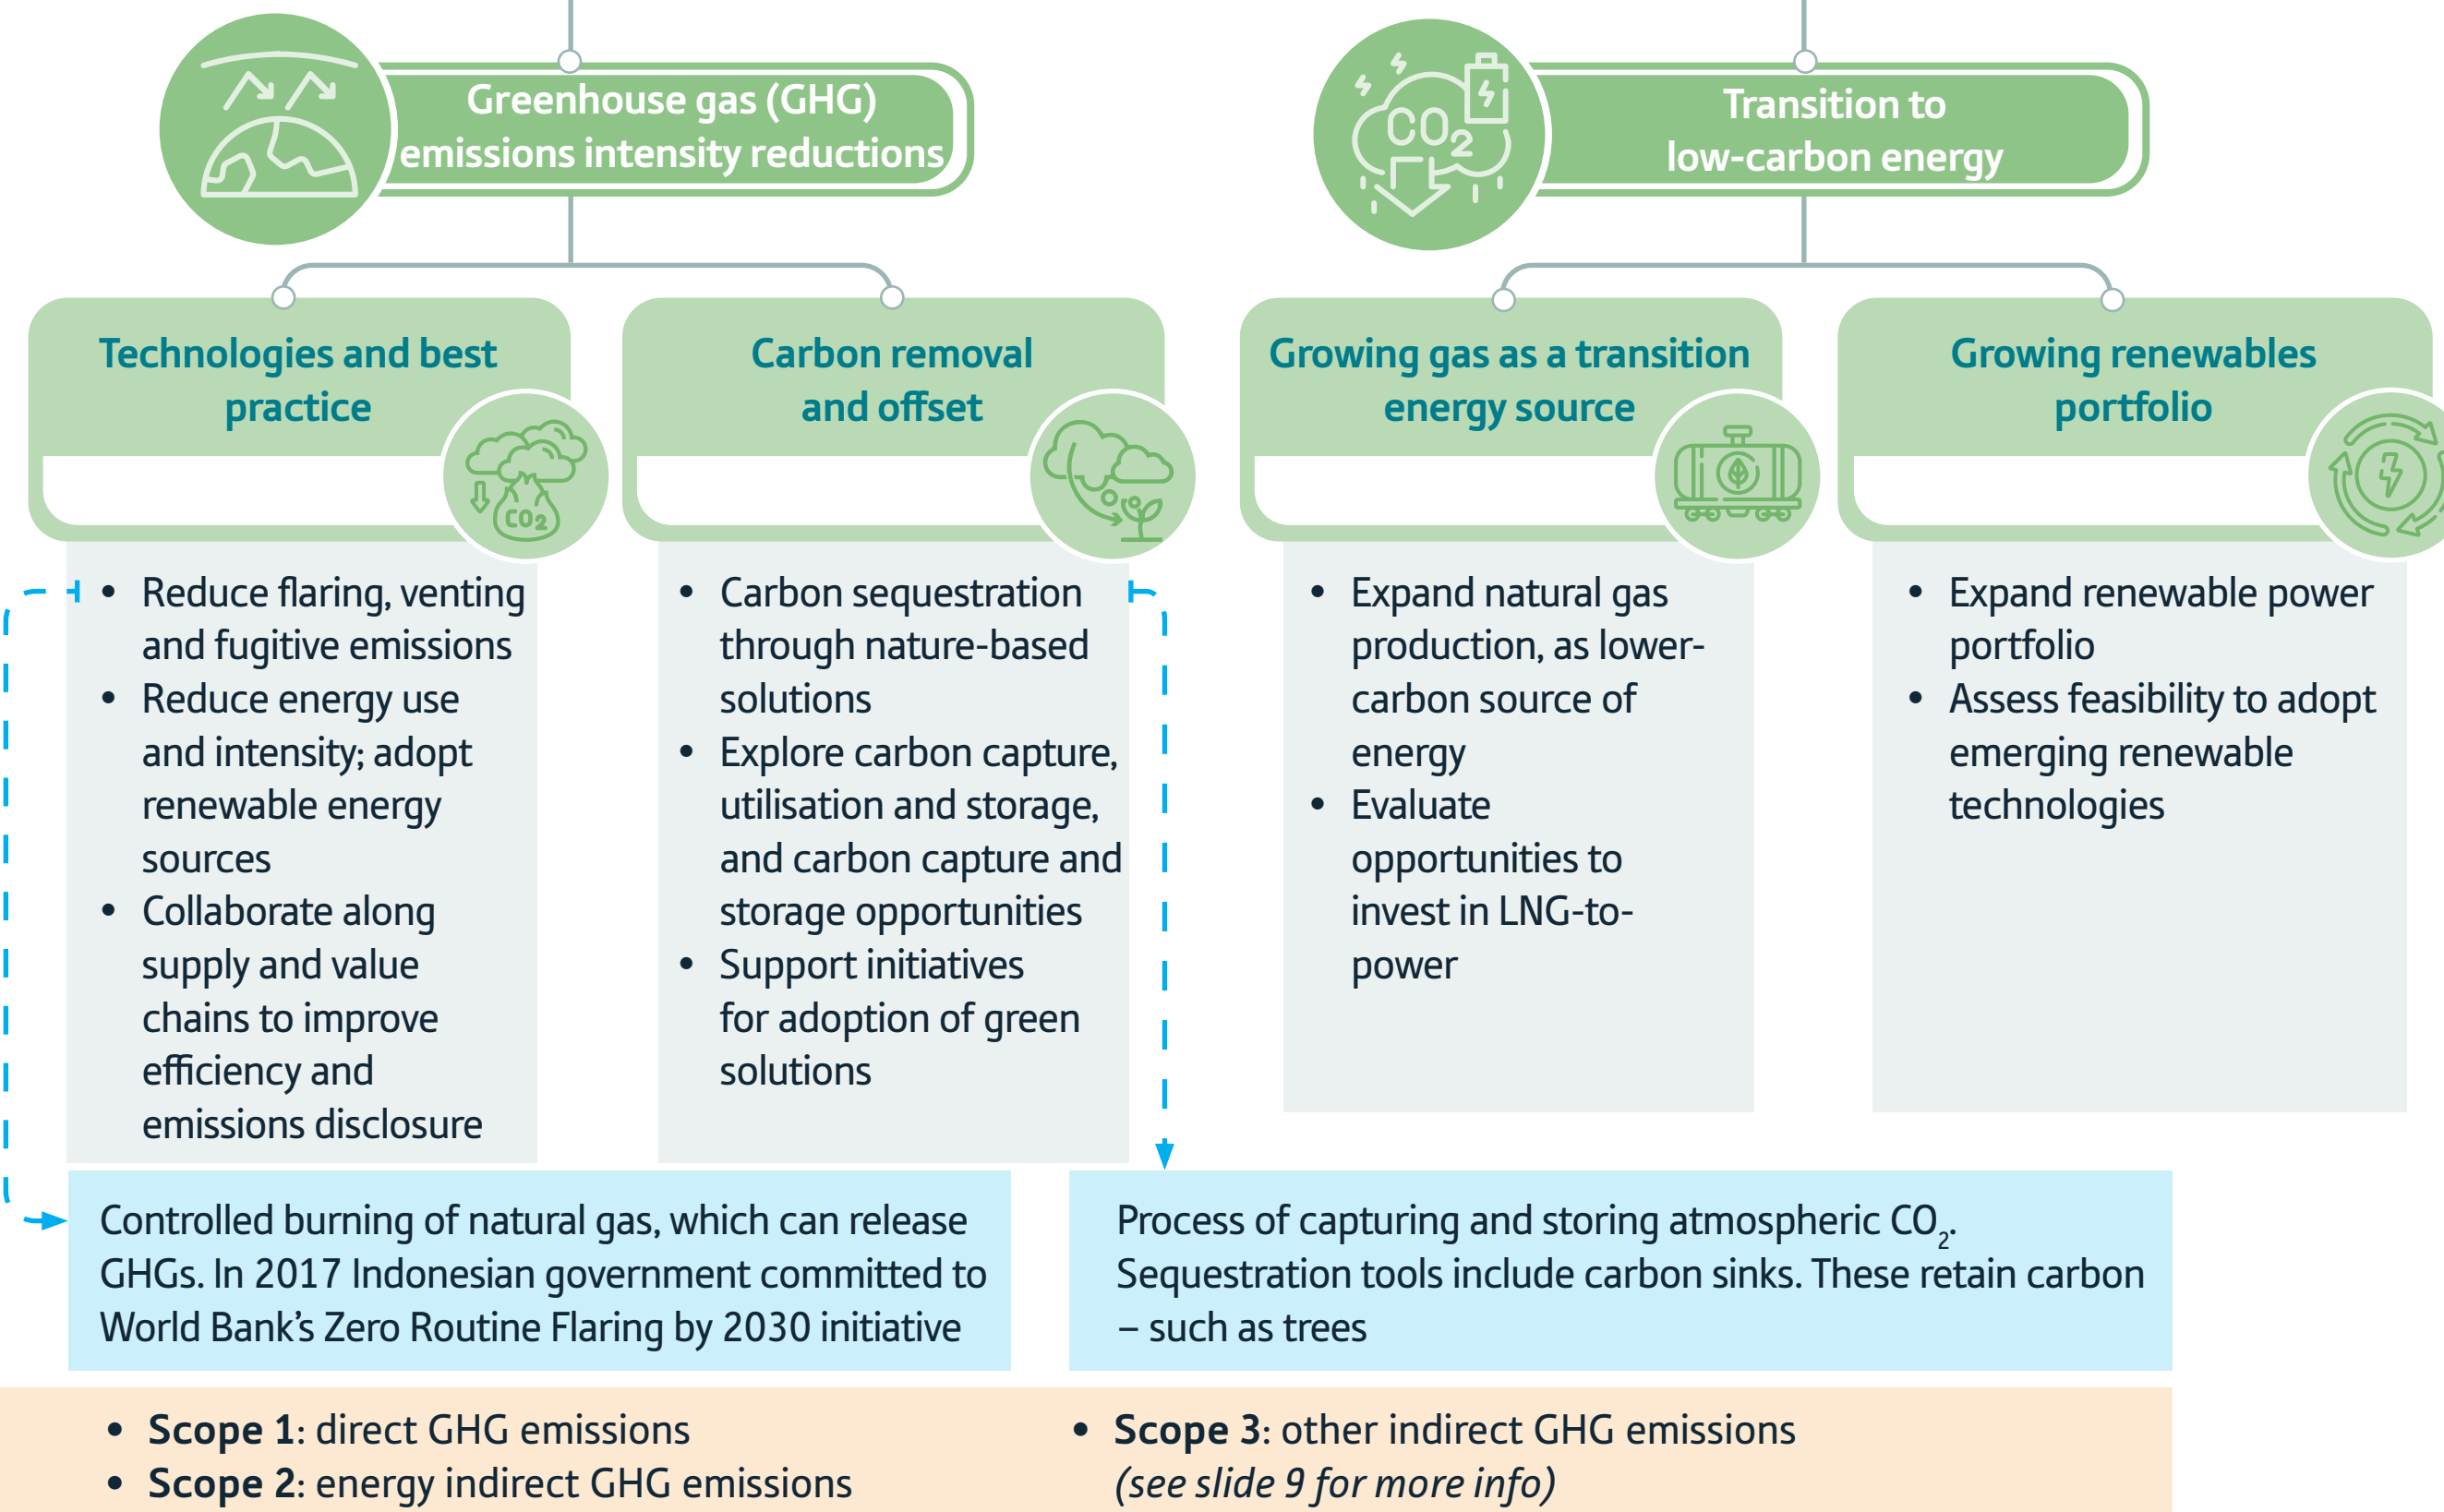 Greenhouse gas (GHG)
emissions intensity reductions
CO2
Transition to
low-carbon energy
Technologies and best
practice
CO2
Carbon removal
and offset
Growing gas as a transition
energy source
Growing renewables
portfolio
• Reduce flaring, venting
and fugitive emissions
• Reduce energy use
and intensity; adopt
renewable energy
sources
• Collaborate along
supply and value
chains to improve
efficiency and
emissions disclosure
• Carbon sequestration
through nature-based
solutions
• Explore carbon capture,
utilisation and storage,
and carbon capture and
storage opportunities
• Support initiatives
for adoption of green
solutions
• Expand natural gas
production, as lower-
carbon source of
energy
• Evaluate
opportunities to
invest in LNG-to-
power
• Expand renewable power
portfolio
• Assess feasibility to adopt
emerging renewable
technologies
Controlled burning of natural gas, which can release
GHGs. In 2017 Indonesian government committed to
World Bank’s Zero Routine Flaring by 2030 initiative
Process of capturing and storing atmospheric CO₂.
Sequestration tools include carbon sinks. These retain carbon
– such as trees
• Scope 1: direct GHG emissions
• Scope 2: energy indirect GHG emissions
• Scope 3: other indirect GHG emissions
(see slide 9 for more info)